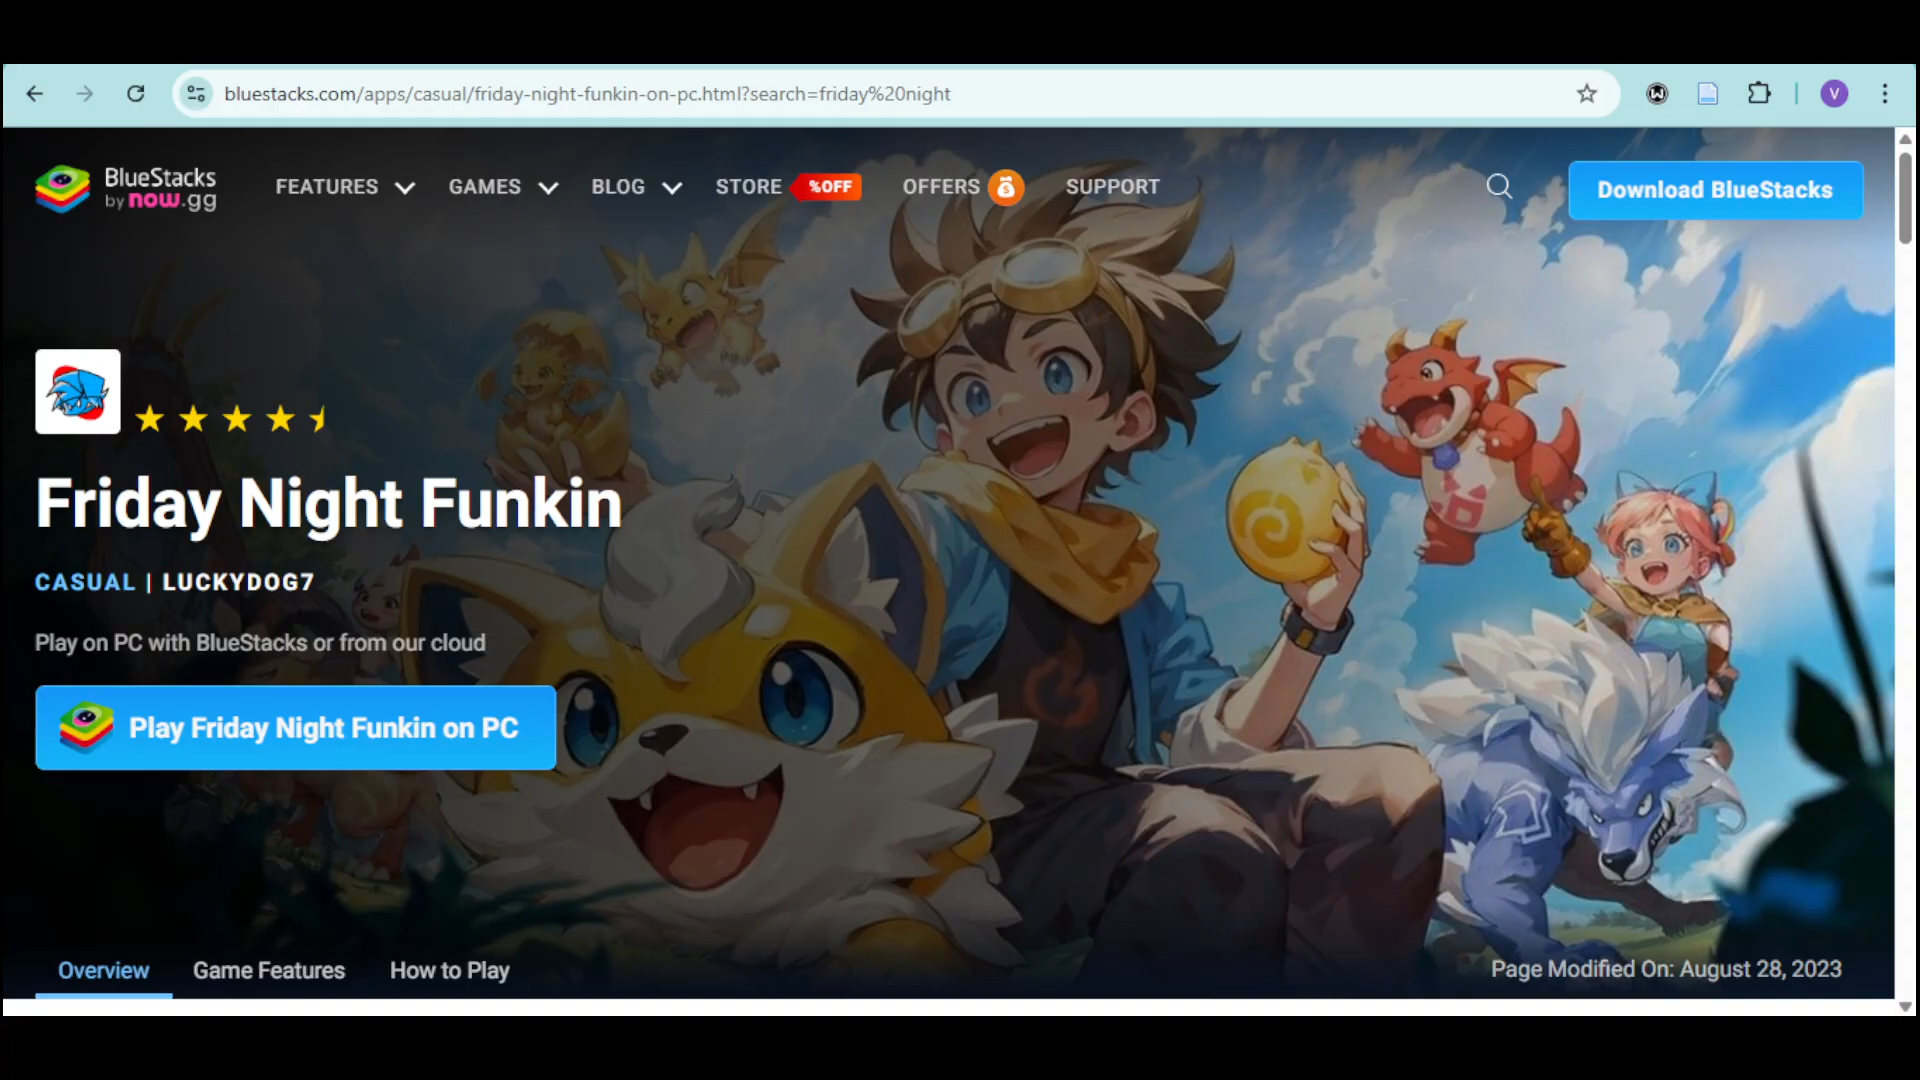 bluestacks.com/apps/casual/friday-night-funkin-on-pc.html?search=friday%20night
V
BlueStacks
by now.gg
FEATURES
GAMES
BLOG
STORE
%OFF
OFFERS
$
SUPPORT
Download BlueStacks
Friday Night Funkin
CASUAL | LUCKYDOG7
Play on PC with BlueStacks or from our cloud
Play Friday Night Funkin on PC
Overview
Game Features
How to Play
Page Modified On: August 28, 2023